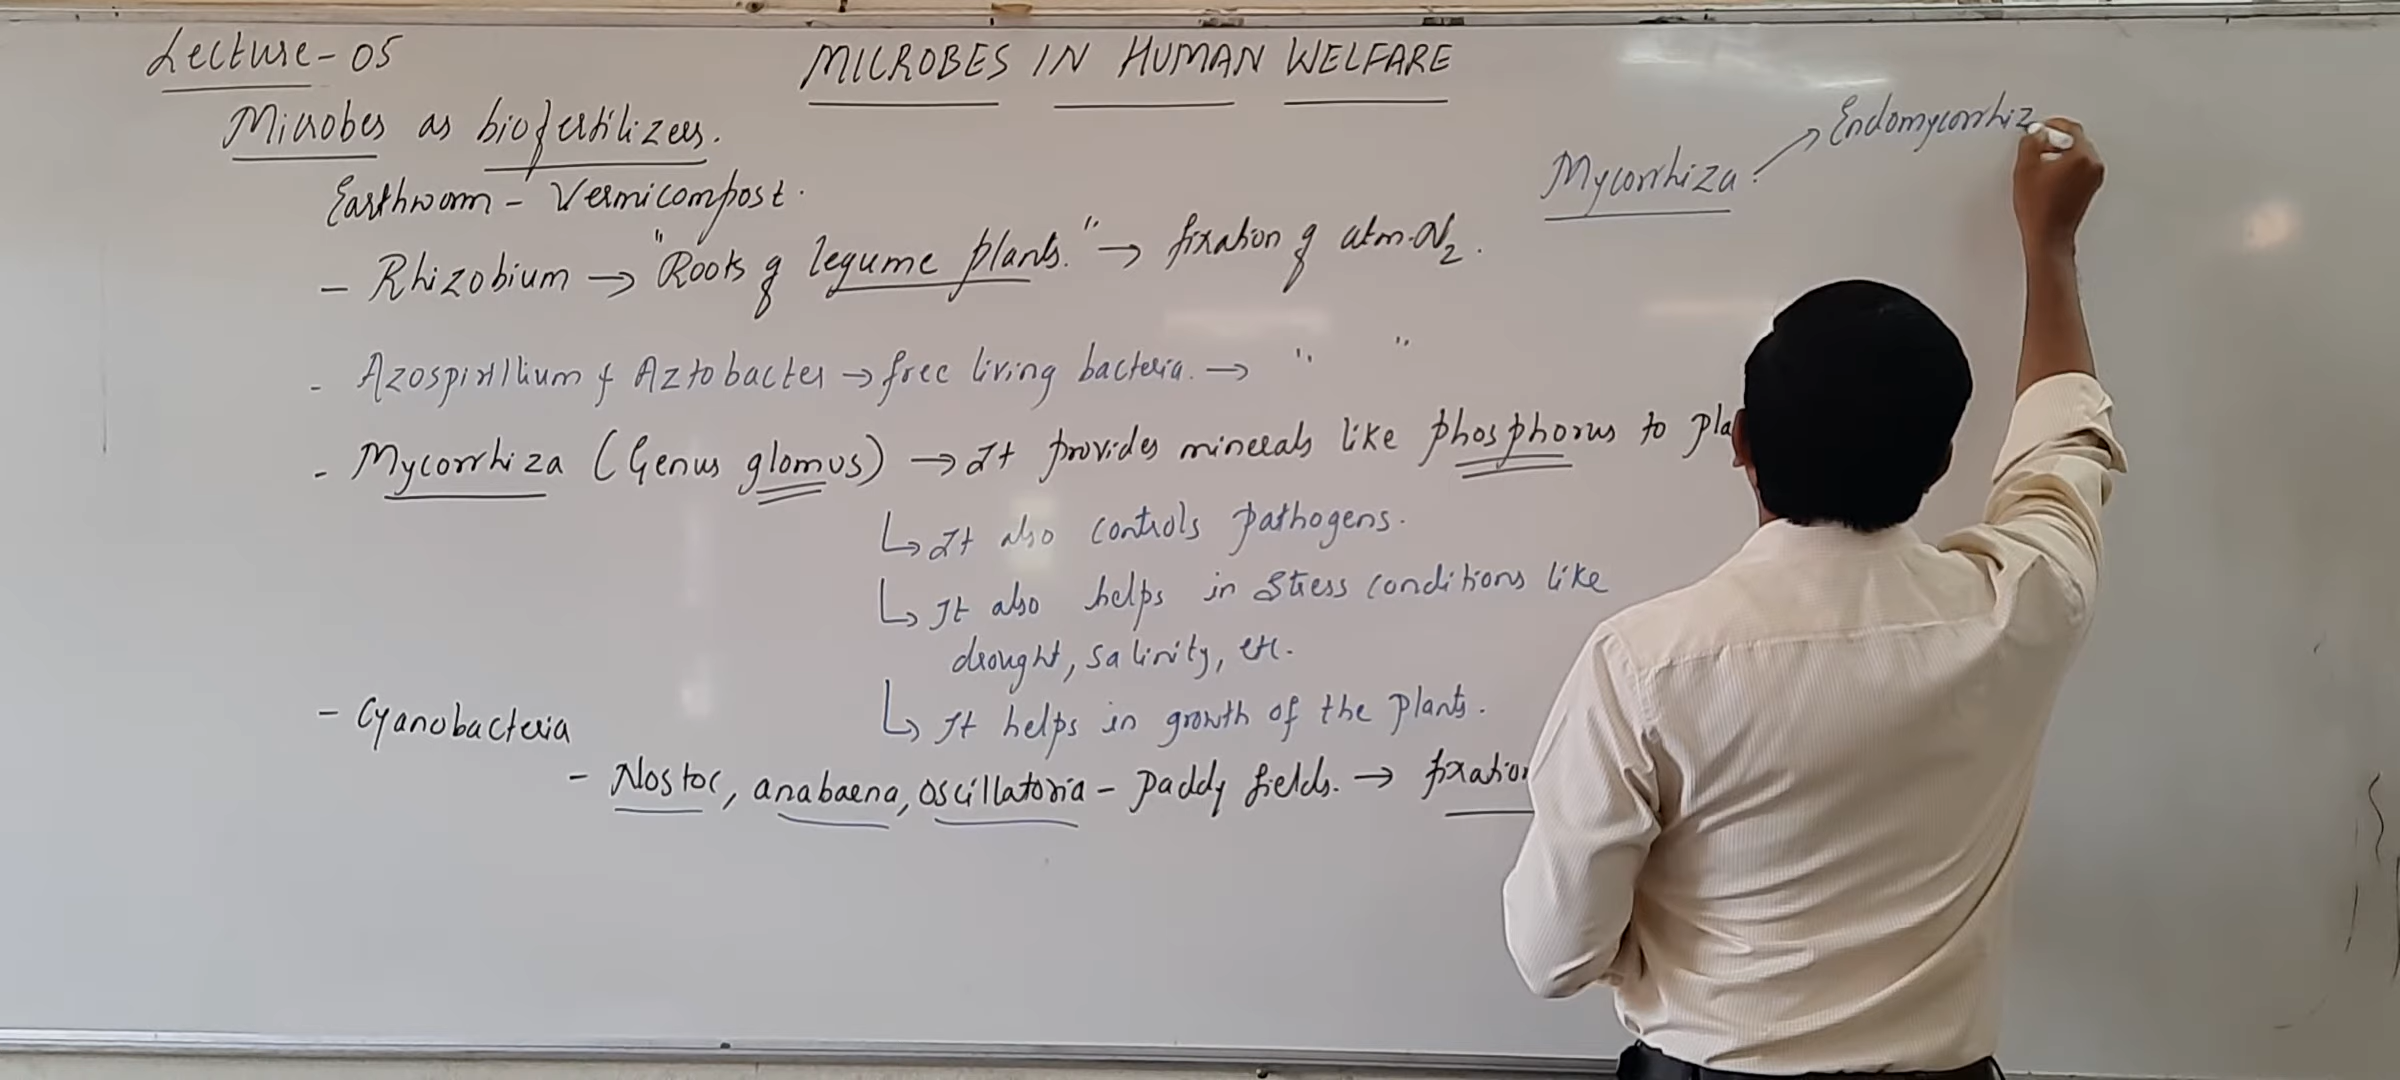 Lecture-05
MICROBES IN HUMAN WELFARE
Microbes as biofertilizers.
Earthworm - Vermicompost.
- Rhizobium → "Roots of legume plants." → fixation of atm. N2.
- Azospirillium & Aztobacter → free living bacteria. → " "
- Mycorrhiza (Genus glomus) → It provides minerals like phosphorus to pla
↳ It also controls pathogens.
↳ It also helps in stress conditions like
drought, salinity, etc.
↳ It helps in growth of the plants.
- Cyanobacteria
- Nostoc, anabaena, oscillatoria - paddy fields. → fixation
Mycorrhiza. → Endomycorrhiz